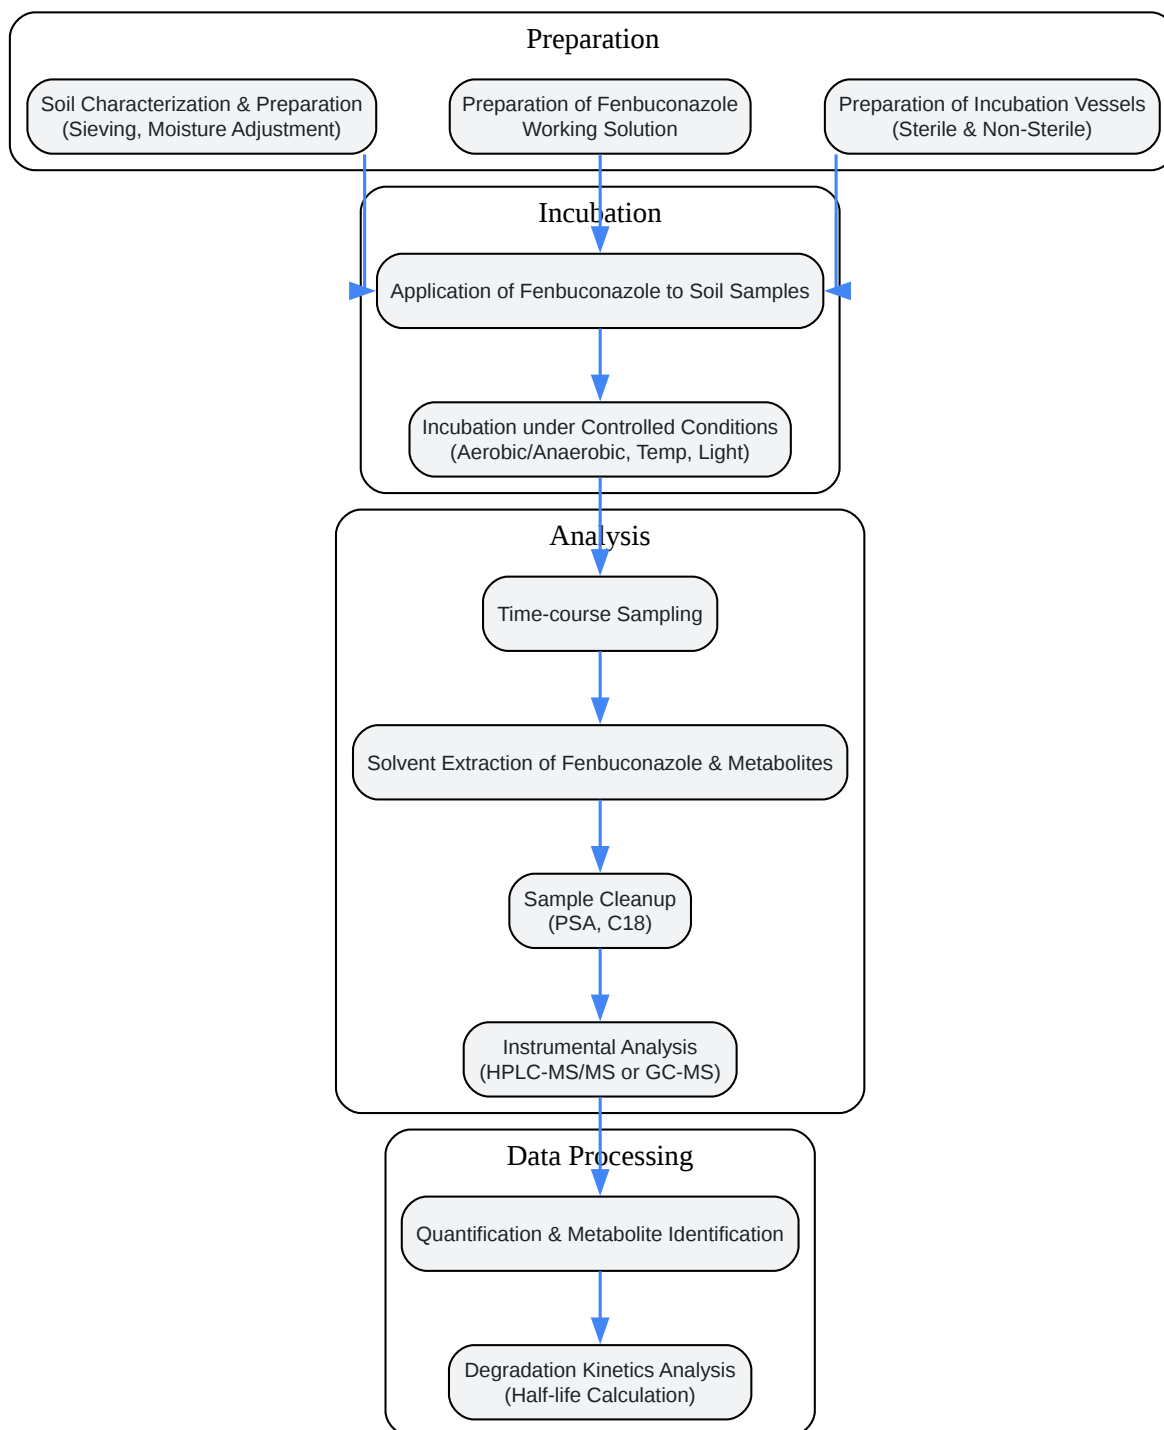 Preparation
Soil Characterization & Preparation
(Sieving, Moisture Adjustment)
Preparation of Fenbuconazole
Working Solution
Preparation of Incubation Vessels
(Sterile & Non-Sterile)
Incubation
Application of Fenbuconazole to Soil Samples
Incubation under Controlled Conditions
(Aerobic/Anaerobic, Temp, Light)
Analysis
Time-course Sampling
Solvent Extraction of Fenbuconazole & Metabolites
Sample Cleanup
(PSA, C18)
Instrumental Analysis
(HPLC-MS/MS or GC-MS)
Data Processing
Quantification & Metabolite Identification
Degradation Kinetics Analysis
(Half-life Calculation)